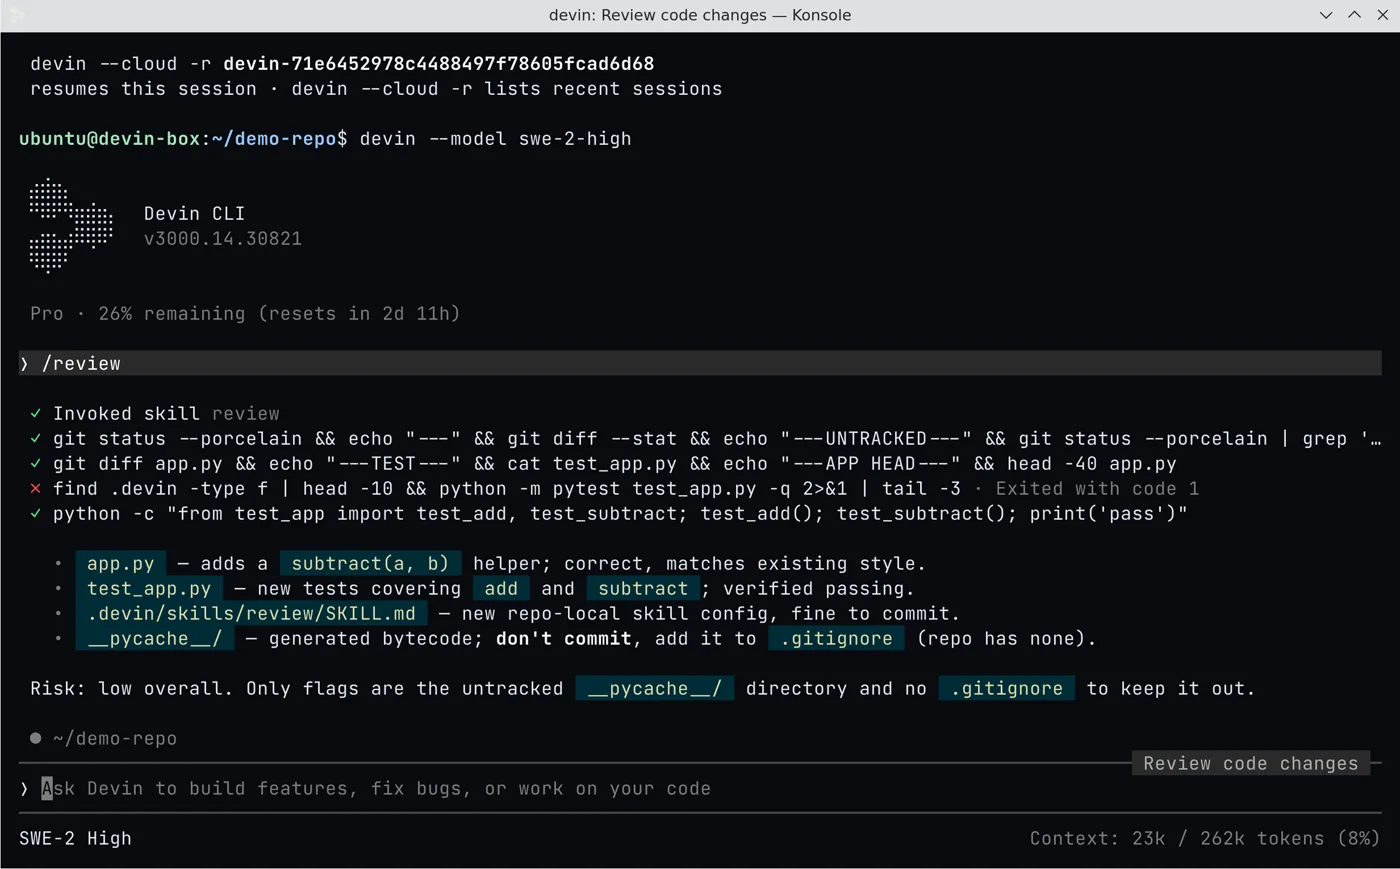 devin: Review code changes — Konsole
devin --cloud -r devin-71e6452978c4488497f78605fcad6d68
resumes this session · devin --cloud -r lists recent sessions
ubuntu@devin-box:~/demo-repo$ devin --model swe-2-high
Devin CLI
v3000.14.30821
Pro · 26% remaining (resets in 2d 11h)
❯ /review
✓ Invoked skill review
✓ git status --porcelain && echo "---" && git diff --stat && echo "---UNTRACKED---" && git status --porcelain | grep '…
✓ git diff app.py && echo "---TEST---" && cat test_app.py && echo "---APP HEAD---" && head -40 app.py
✕ find .devin -type f | head -10 && python -m pytest test_app.py -q 2>&1 | tail -3 · Exited with code 1
✓ python -c "from test_app import test_add, test_subtract; test_add(); test_subtract(); print('pass')"
• app.py — adds a subtract(a, b) helper; correct, matches existing style.
• test_app.py — new tests covering add and subtract; verified passing.
• .devin/skills/review/SKILL.md — new repo-local skill config, fine to commit.
• __pycache__/ — generated bytecode; don't commit, add it to .gitignore (repo has none).
Risk: low overall. Only flags are the untracked __pycache__/ directory and no .gitignore to keep it out.
● ~/demo-repo
Review code changes
❯ Ask Devin to build features, fix bugs, or work on your code
SWE-2 High
Context: 23k / 262k tokens (8%)